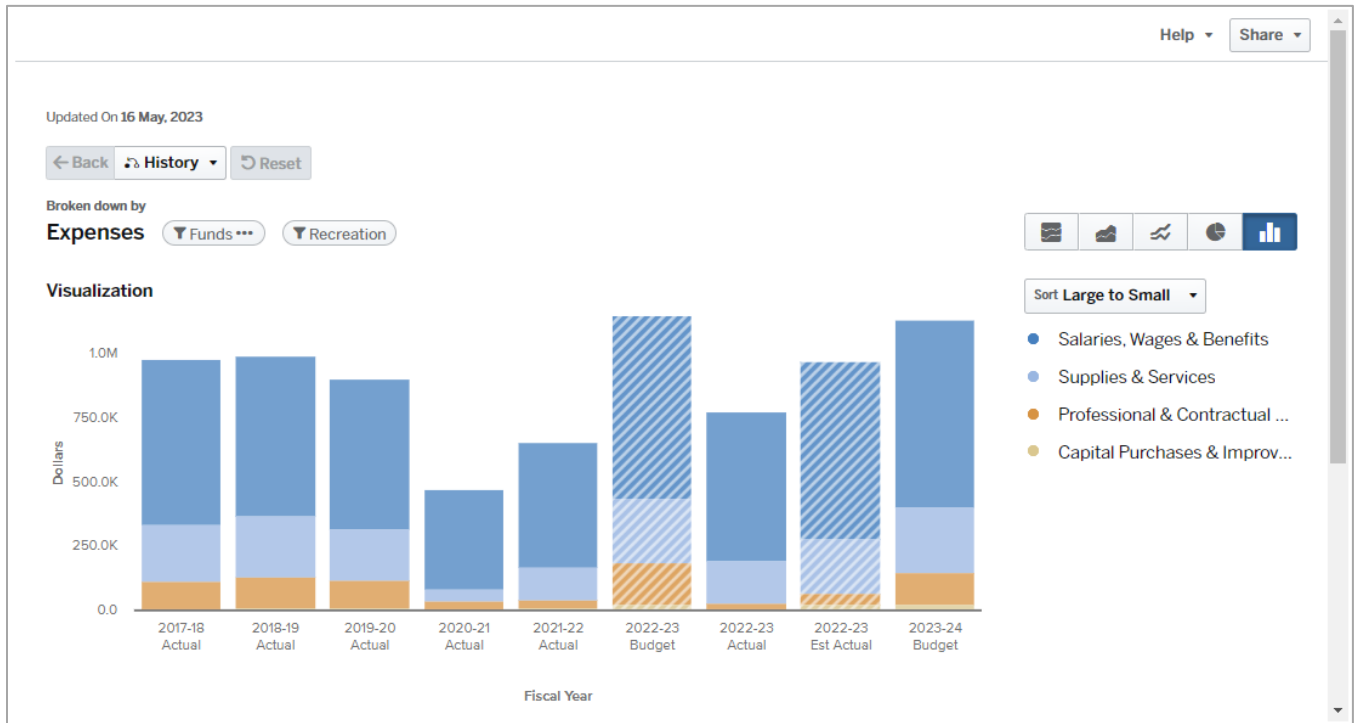 Help
Share
Updated On 16 May, 2023
Back
History
Reset
Broken down by
Expenses
Funds •••
Recreation
Visualization
Sort Large to Small
Salaries, Wages & Benefits
Supplies & Services
Professional & Contractual ...
Capital Purchases & Improv...
Dollars
1.0M
750.0K
500.0K
250.0K
0.0
2017-18 Actual
2018-19 Actual
2019-20 Actual
2020-21 Actual
2021-22 Actual
2022-23 Budget
2022-23 Actual
2022-23 Est Actual
2023-24 Budget
Fiscal Year